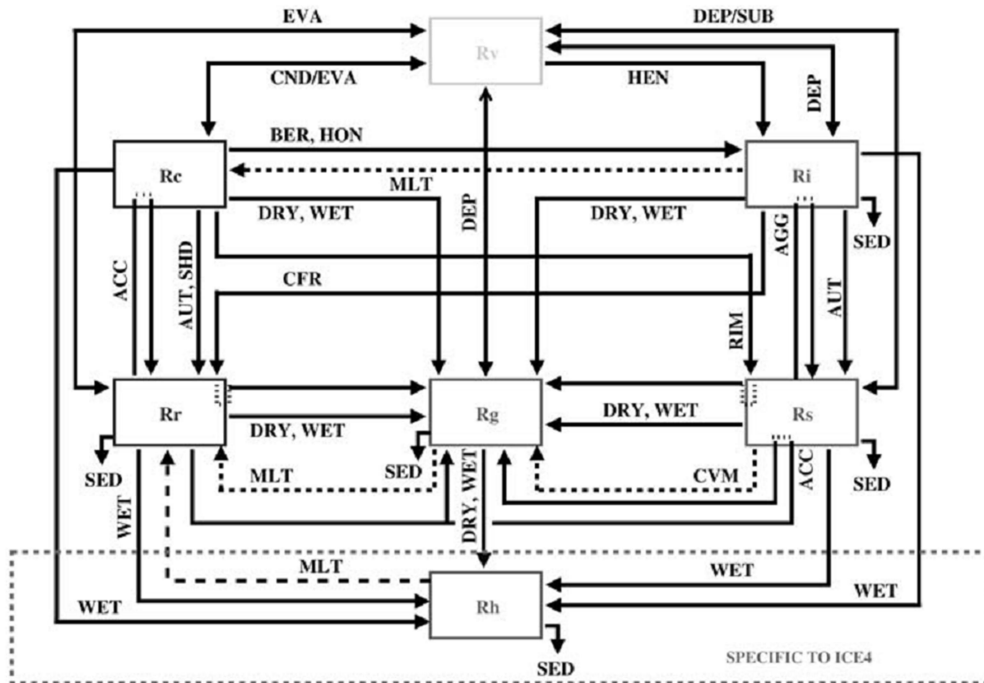 EVA
DEP/SUB
Rv
CND/EVA
HEN
DEP
BER, HON
Rc
Ri
MLT
DRY, WET
DEP
DRY, WET
AGG
SED
ACC
AUT, SHD
CFR
AUT
RIM
Rr
Rg
Rs
DRY, WET
DRY, WET
SED
MLT
SED
DRY, WET
CVM
ACC
SED
WET
MLT
WET
WET
Rh
WET
SED
SPECIFIC TO ICE4